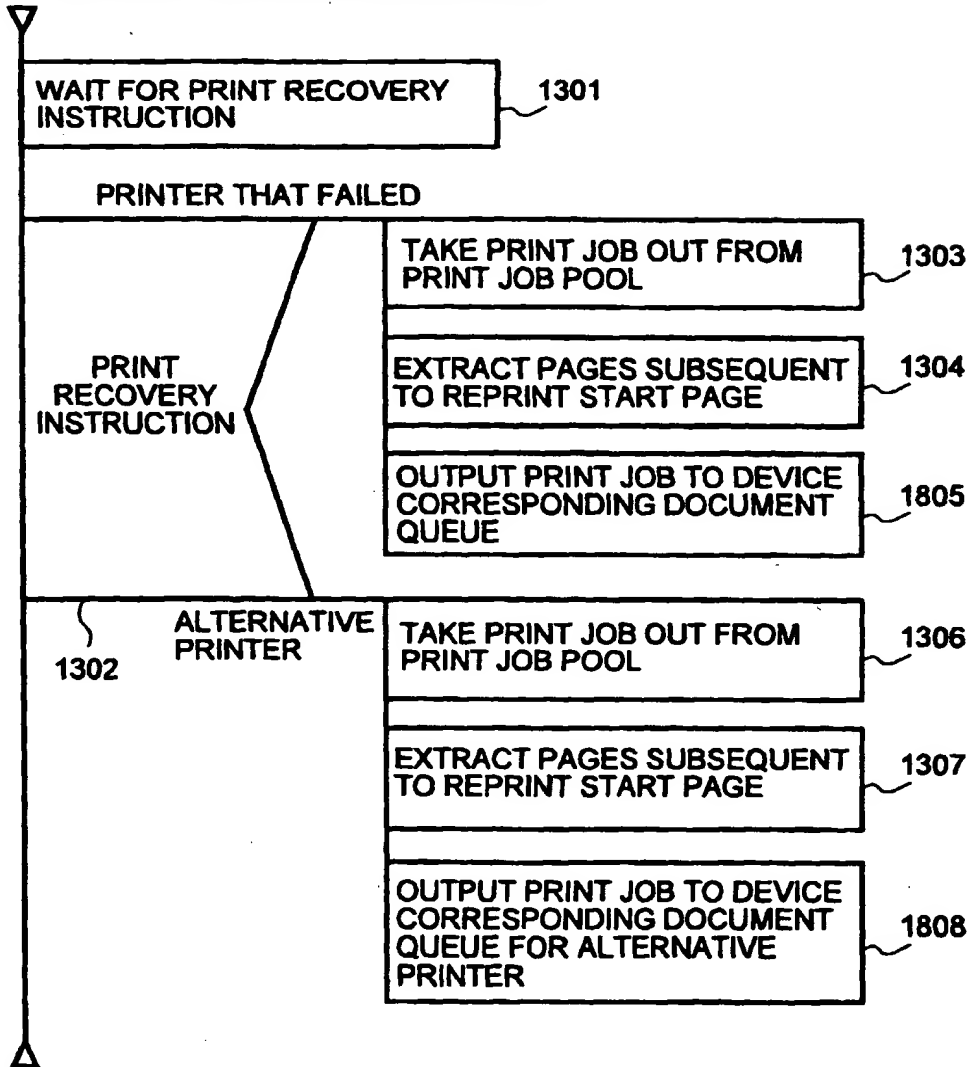 WAIT FOR PRINT RECOVERY
INSTRUCTION
1301
PRINTER THAT FAILED
PRINT
RECOVERY
INSTRUCTION
TAKE PRINT JOB OUT FROM
PRINT JOB POOL
1303
EXTRACT PAGES SUBSEQUENT
TO REPRINT START PAGE
1304
OUTPUT PRINT JOB TO DEVICE
CORRESPONDING DOCUMENT
QUEUE
1805
1302
ALTERNATIVE
PRINTER
TAKE PRINT JOB OUT FROM
PRINT JOB POOL
1306
EXTRACT PAGES SUBSEQUENT
TO REPRINT START PAGE
1307
OUTPUT PRINT JOB TO DEVICE
CORRESPONDING DOCUMENT
QUEUE FOR ALTERNATIVE
PRINTER
1808